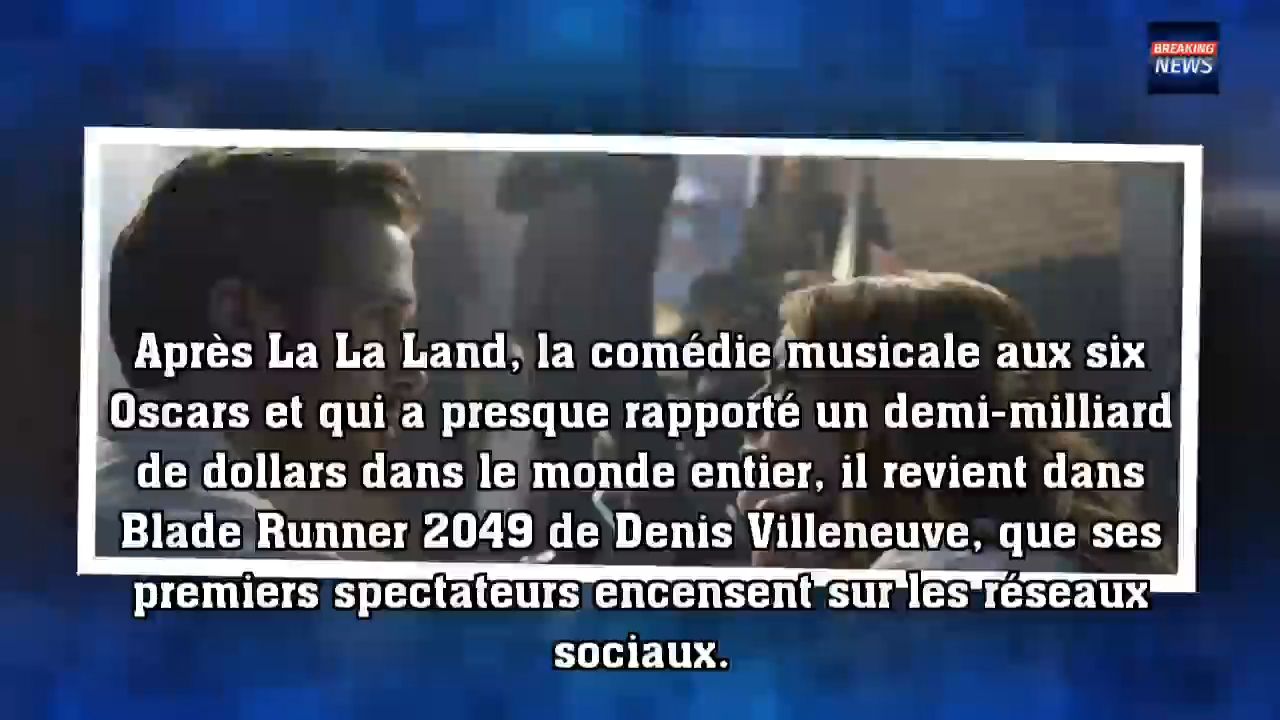 BREAKING
NEWS
Après La La Land, la comédie musicale aux six
Oscars et qui a presque rapporté un demi-milliard
de dollars dans le monde entier, il revient dans
Blade Runner 2049 de Denis Villeneuve, que ses
premiers spectateurs encensent sur les réseaux
sociaux.